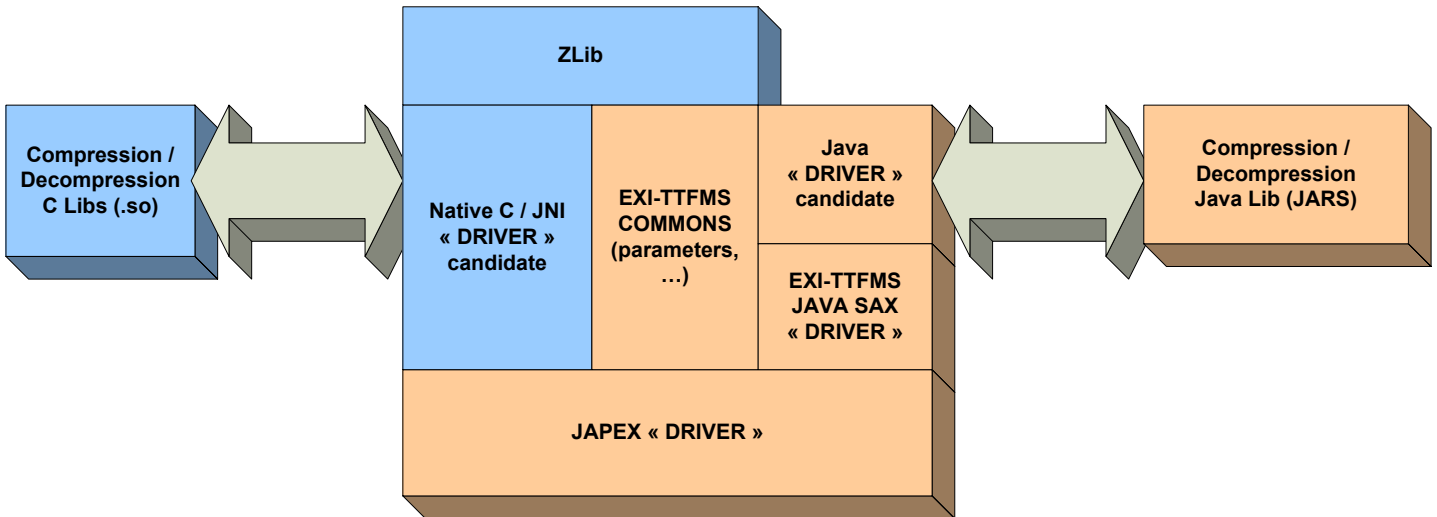 ZLib
Compression /
Decompression
C Libs (.so)
Native C / JNI
« DRIVER »
candidate
EXI-TTFMS
COMMONS
(parameters,
…)
Java
« DRIVER »
candidate
EXI-TTFMS
JAVA SAX
« DRIVER »
Compression /
Decompression
Java Lib (JARS)
JAPEX « DRIVER »